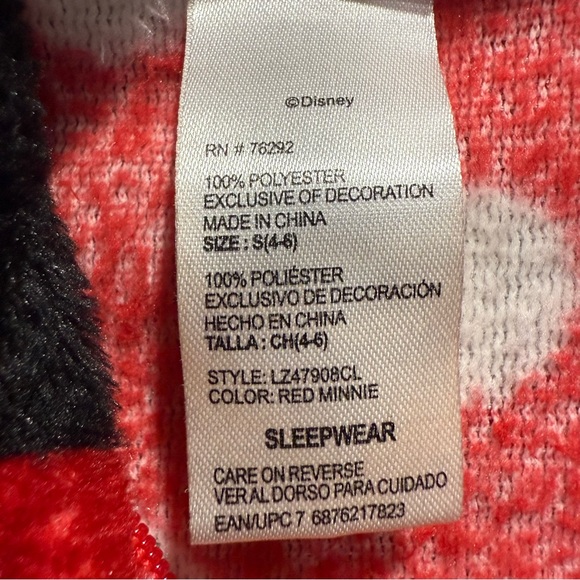 ©Disney
RN # 76292
100% POLYESTER
EXCLUSIVE OF DECORATION
MADE IN CHINA
SIZE : S(4-6)
100% POLIÉSTER
EXCLUSIVO DE DECORACIÓN
HECHO EN CHINA
TALLA : CH(4-6)
STYLE: LZ47908CL
COLOR: RED MINNIE
SLEEPWEAR
CARE ON REVERSE
VER AL DORSO PARA CUIDADO
EAN/UPC 7 6876217823